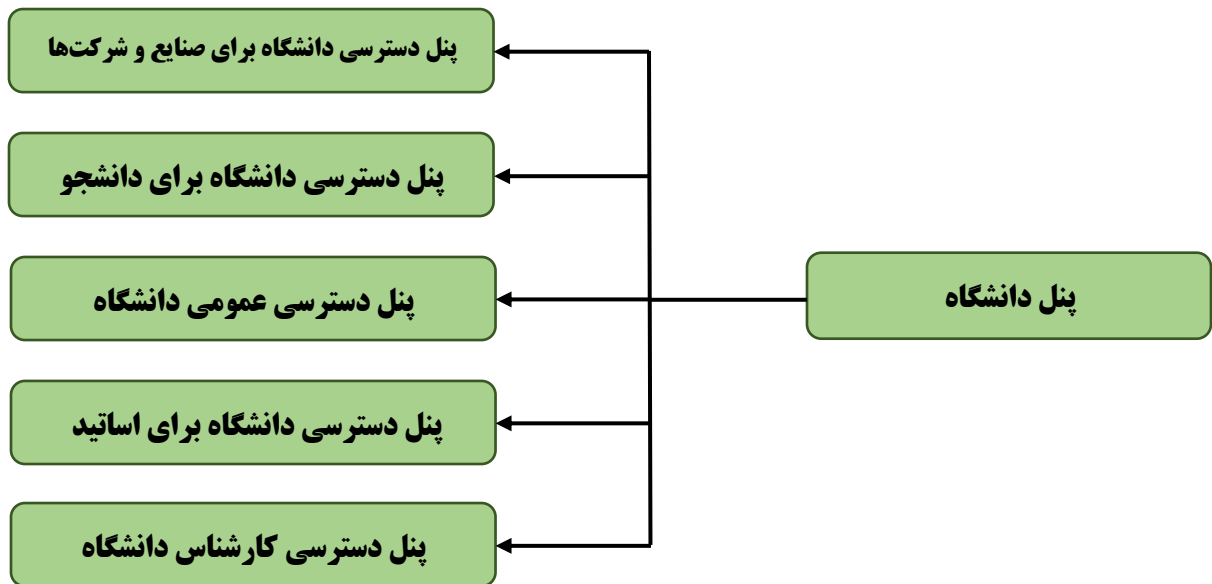 پنل دسترسی دانشگاه برای صنایع و شرکت‌ها
پنل دسترسی دانشگاه برای دانشجو
پنل دسترسی عمومی دانشگاه
پنل دانشگاه
پنل دسترسی دانشگاه برای اساتید
پنل دسترسی کارشناس دانشگاه